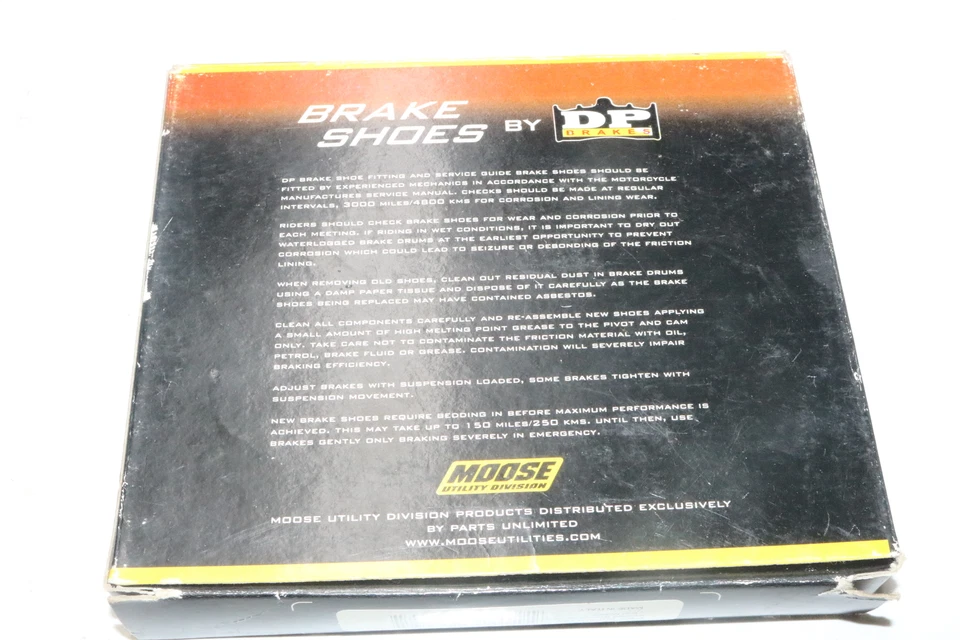 BRAKE
SHOES BY DP
BRAKES
DP BRAKE SHOE FITTING AND SERVICE GUIDE BRAKE SHOES SHOULD BE
FITTED BY EXPERIENCED MECHANICS IN ACCORDANCE WITH THE MOTORCYCLE
MANUFACTURES SERVICE MANUAL. CHECKS SHOULD BE MADE AT REGULAR
INTERVALS, 3000 MILES/4800 KMS FOR CORROSION AND LINING WEAR.
RIDERS SHOULD CHECK BRAKE SHOES FOR WEAR AND CORROSION PRIOR TO
EACH MEETING. IF RIDING IN WET CONDITIONS, IT IS IMPORTANT TO DRY OUT
WATERLOGGED BRAKE DRUMS AT THE EARLIEST OPPORTUNITY TO PREVENT
CORROSION WHICH COULD LEAD TO SEIZURE OR DEBONDING OF THE FRICTION
LINING.
WHEN REMOVING OLD SHOES, CLEAN OUT RESIDUAL DUST IN BRAKE DRUMS
USING A DAMP PAPER TISSUE AND DISPOSE OF IT CAREFULLY AS THE BRAKE
SHOES BEING REPLACED MAY HAVE CONTAINED ASBESTOS.
CLEAN ALL COMPONENTS CAREFULLY AND RE-ASSEMBLE NEW SHOES APPLYING
A SMALL AMOUNT OF HIGH MELTING POINT GREASE TO THE PIVOT AND CAM
ONLY. TAKE CARE NOT TO CONTAMINATE THE FRICTION MATERIAL WITH OIL,
PETROL, BRAKE FLUID OR GREASE. CONTAMINATION WILL SEVERELY IMPAIR
BRAKING EFFICIENCY.
ADJUST BRAKES WITH SUSPENSION LOADED, SOME BRAKES TIGHTEN WITH
SUSPENSION MOVEMENT.
NEW BRAKE SHOES REQUIRE BEDDING IN BEFORE MAXIMUM PERFORMANCE IS
ACHIEVED. THIS MAY TAKE UP TO 150 MILES/250 KMS. UNTIL THEN, USE
BRAKES GENTLY ONLY BRAKING SEVERELY IN EMERGENCY.
MOOSE
UTILITY DIVISION
MOOSE UTILITY DIVISION PRODUCTS DISTRIBUTED EXCLUSIVELY
BY PARTS UNLIMITED
WWW.MOOSEUTILITIES.COM